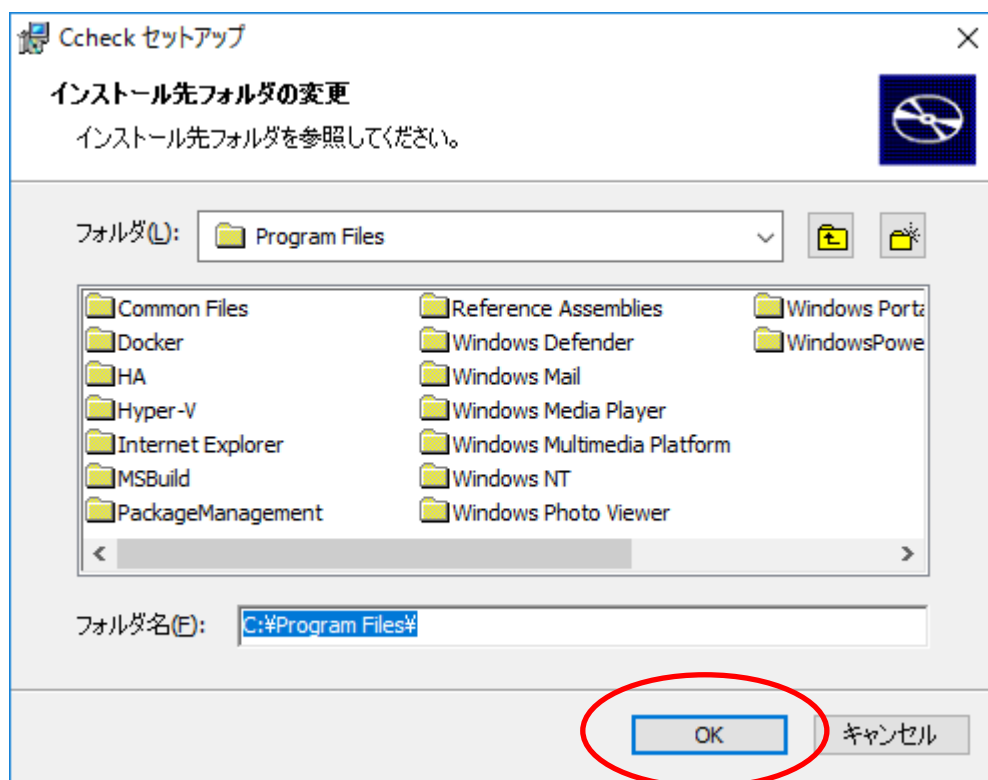 Ccheck セットアップ
インストール先フォルダの変更
インストール先フォルダを参照してください。
フォルダ(L): Program Files
Common Files Reference Assemblies Windows Porta
Docker Windows Defender WindowsPowe
HA Windows Mail
Hyper-V Windows Media Player
Internet Explorer Windows Multimedia Platform
MSBuild Windows NT
PackageManagement Windows Photo Viewer
フォルダ名(F): C:¥Program Files¥
OK キャンセル